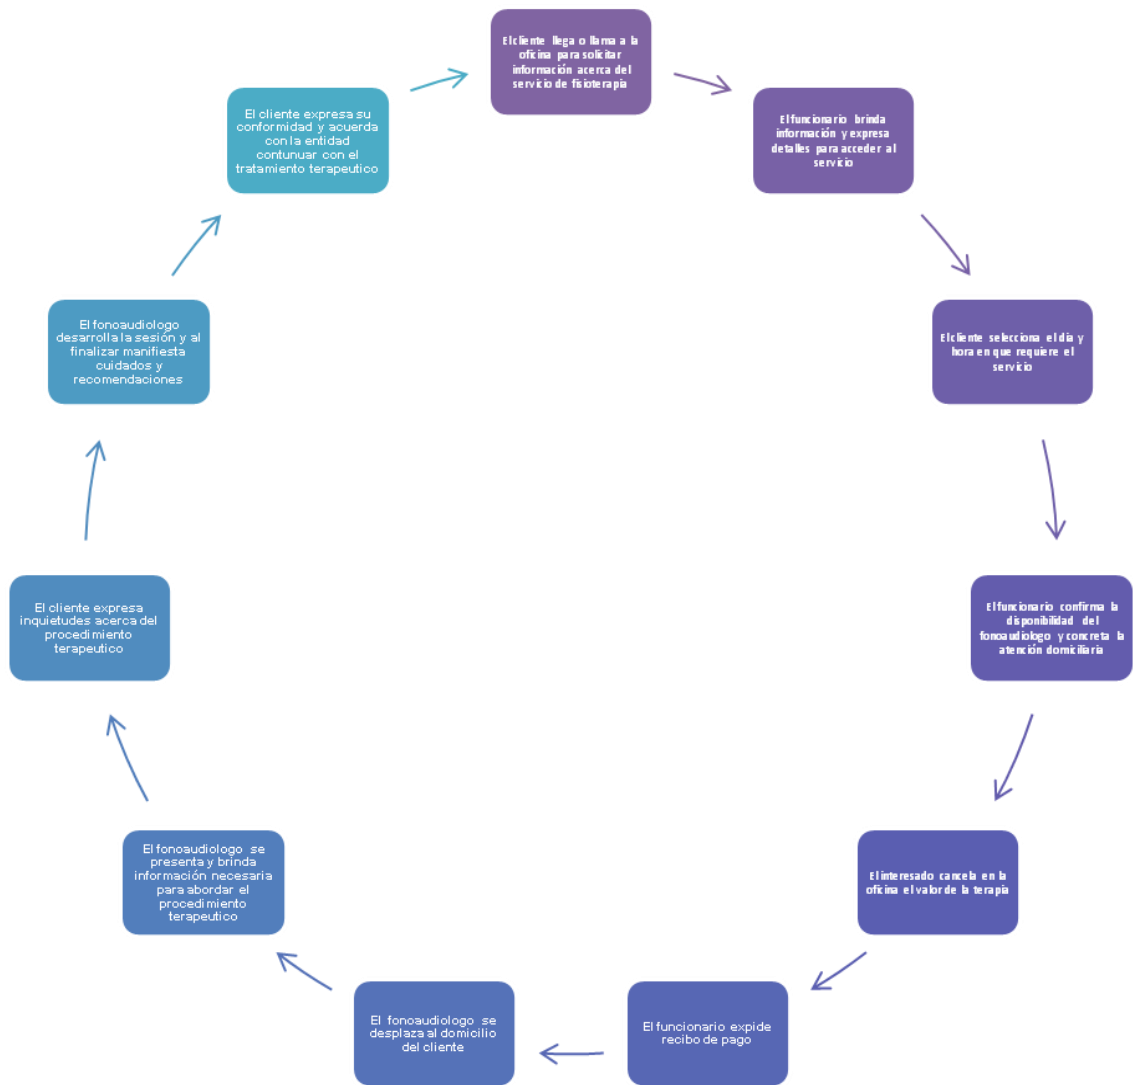 El cliente llega o llama a la
oficina para solicitar
información acerca del
servicio de fisioterapia
El funcionario brinda
información y expresa
detalles para acceder al
servicio
El cliente selecciona el día y
hora en que requiere el
servicio
El funcionario confirma la
disponibilidad del
fonoaudiologo y concreta la
atención domiciliaria
El interesado cancela en la
oficina el valor de la terapia
El funcionario expide
recibo de pago
El fonoaudiologo se
desplaza al domicilio
del cliente
El fonoaudiologo se
presenta y brinda
información necesaria
para abordar el
procedimiento
terapeutico
El cliente expresa
inquietudes acerca del
procedimiento
terapeutico
El fonoaudiologo
desarrolla la sesión y al
finalizar manifiesta
cuidados y
recomendaciones
El cliente expresa su
conformidad y acuerda
con la entidad
contunuar con el
tratamiento terapeutico